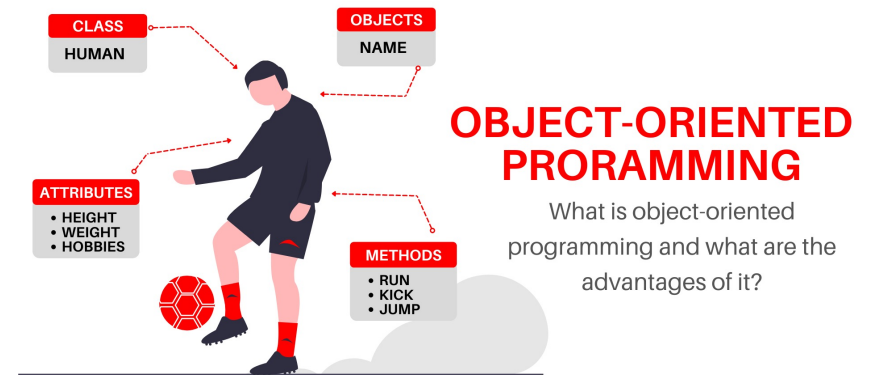 CLASS
HUMAN
OBJECTS
NAME
ATTRIBUTES
• HEIGHT
• WEIGHT
• HOBBIES
METHODS
• RUN
• KICK
• JUMP
OBJECT-ORIENTED
PRORAMMING
What is object-oriented
programming and what are the
advantages of it?